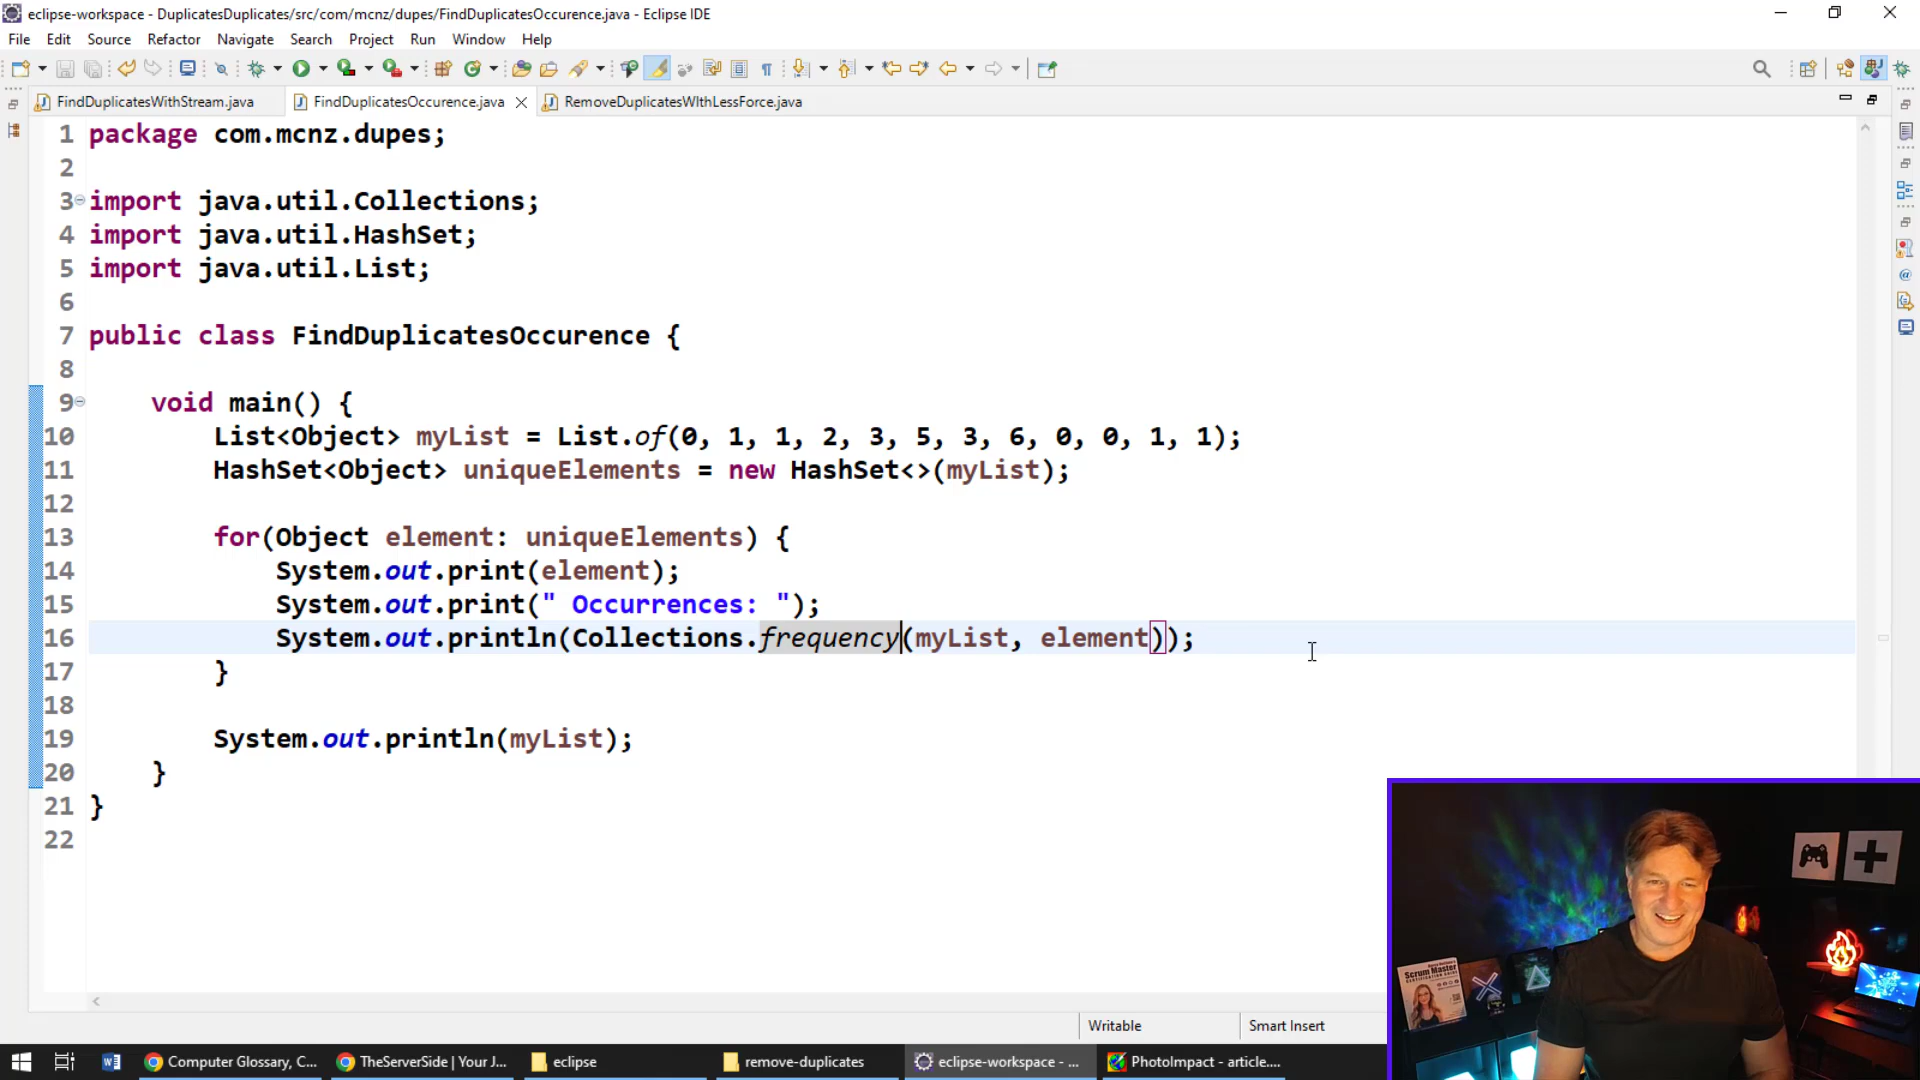 eclipse-workspace - DuplicatesDuplicates/src/com/mcnz/dupes/FindDuplicatesOccurence.java - Eclipse IDE
File Edit Source Refactor Navigate Search Project Run Window Help
FindDuplicatesWithStream.java FindDuplicatesOccurence.java RemoveDuplicatesWIthLessForce.java
1 package com.mcnz.dupes;
2
3 import java.util.Collections;
4 import java.util.HashSet;
5 import java.util.List;
6
7 public class FindDuplicatesOccurence {
8
9 void main() {
10 List<Object> myList = List.of(0, 1, 1, 2, 3, 5, 3, 6, 0, 0, 1, 1);
11 HashSet<Object> uniqueElements = new HashSet<>(myList);
12
13 for(Object element: uniqueElements) {
14 System.out.print(element);
15 System.out.print(" Occurrences: ");
16 System.out.println(Collections.frequency(myList, element));
17 }
18
19 System.out.println(myList);
20 }
21 }
22
Scrum Master
Writable Smart Insert
Computer Glossary, C... TheServerSide | Your J... eclipse remove-duplicates eclipse-workspace - ... PhotoImpact - article....